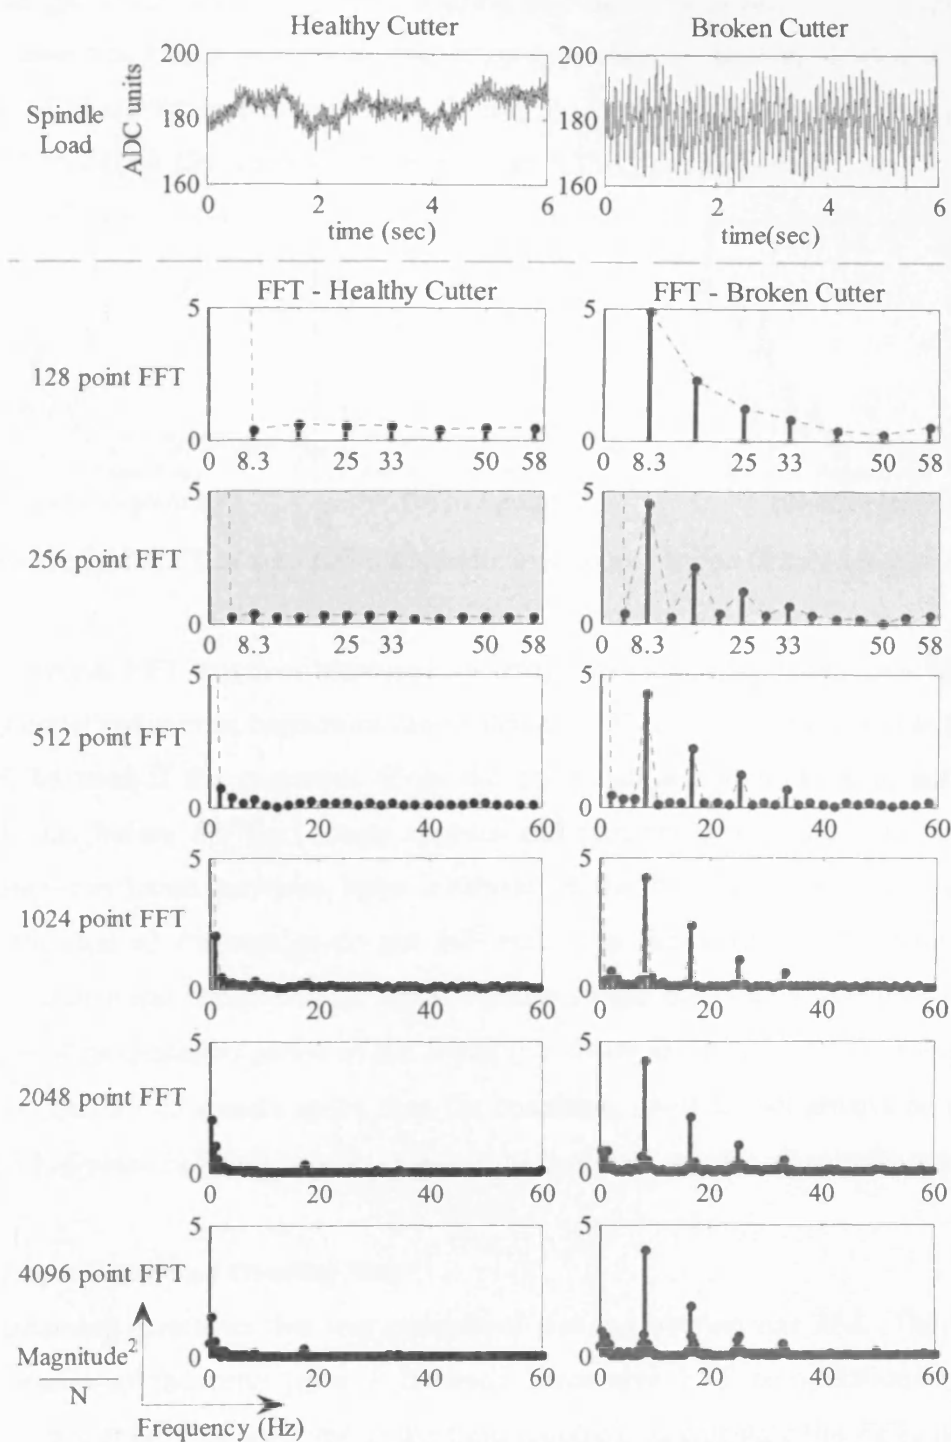 Healthy Cutter Broken Cutter
Spindle Load
ADC units
200 200
180 180
160 160
0 2 4 6 0 2 4 6
time (sec) time(sec)
FFT - Healthy Cutter FFT - Broken Cutter
128 point FFT
5 5
0 0
0 8.3 25 33 50 58 0 8.3 25 33 50 58
256 point FFT
5 5
0 0
8.3 25 33 50 58 8.3 25 33 50 58
512 point FFT
5 5
0 0
0 20 40 60 0 20 40 60
1024 point FFT
5 5
0 0
0 20 40 60 0 20 40 60
2048 point FFT
5 5
0 0
0 20 40 60 0 20 40 60
4096 point FFT
5 5
0 0
0 20 40 60 0 20 40 60
Magnitude²
N
Frequency (Hz)